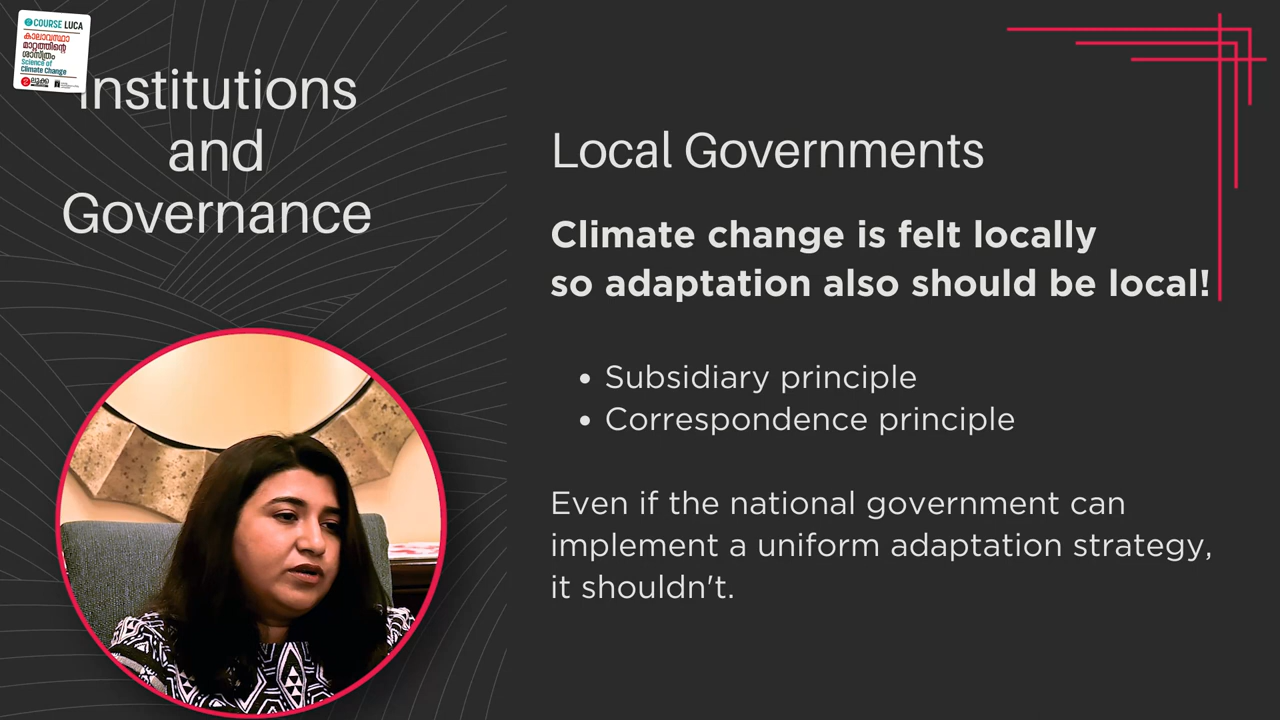 COURSE LUCA
കാലാവസ്ഥാ
മാറ്റത്തിന്റെ
ശാസ്ത്രം
Science of
Climate Change
ലൂക്ക
Institutions
and
Governance
Local Governments
Climate change is felt locally
so adaptation also should be local!
• Subsidiary principle
• Correspondence principle
Even if the national government can
implement a uniform adaptation strategy,
it shouldn't.